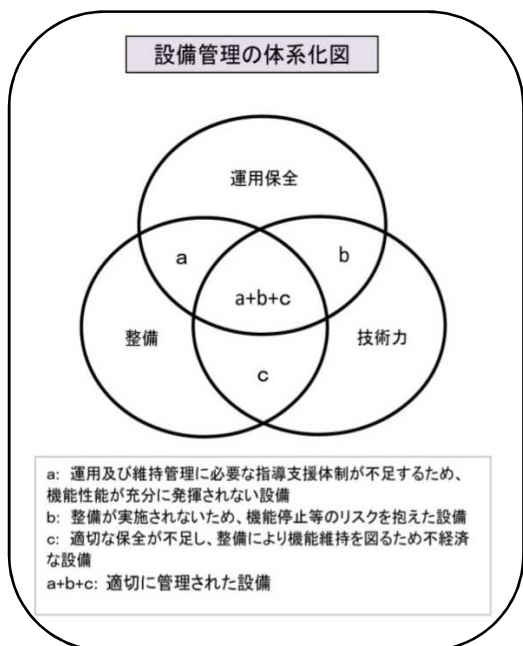 設備管理の体系化図
運用保全
a
b
a+b+c
整備
技術力
c
a: 運用及び維持管理に必要な指導支援体制が不足するため、
機能性能が充分に発揮されない設備
b: 整備が実施されないため、機能停止等のリスクを抱えた設備
c: 適切な保全が不足し、整備により機能維持を図るため不経済
な設備
a+b+c: 適切に管理された設備